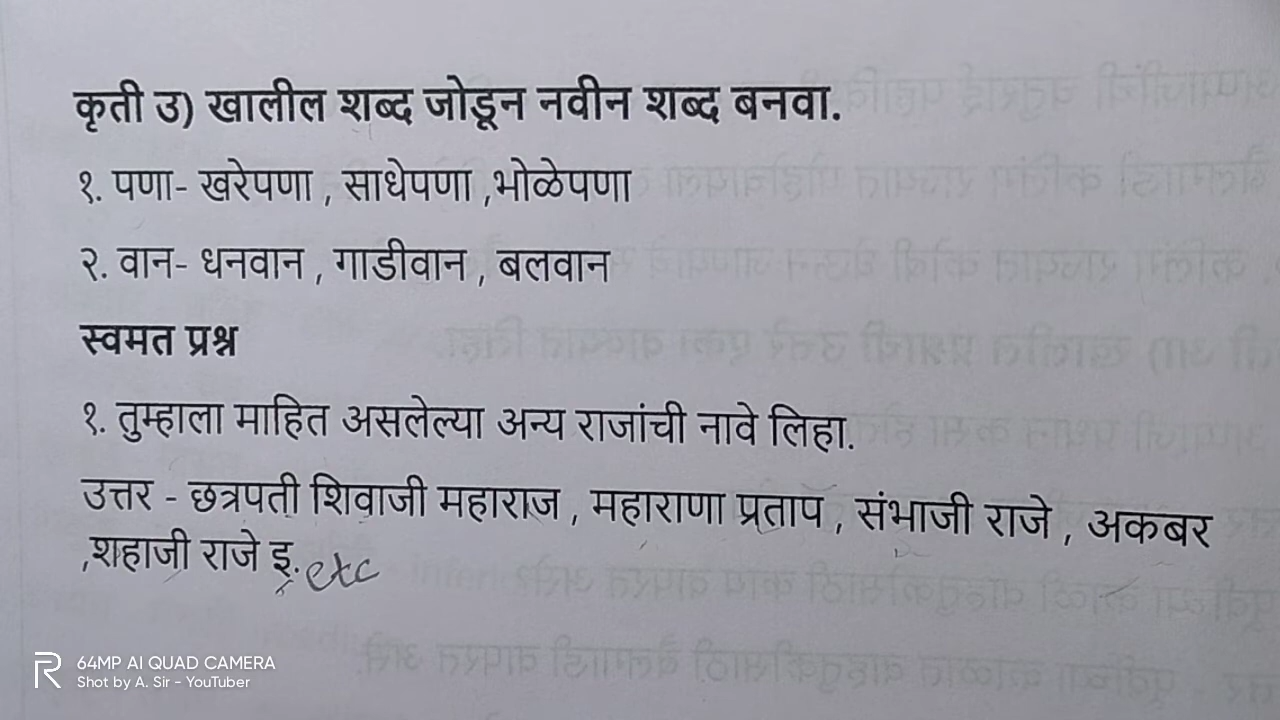 कृती उ) खालील शब्द जोडून नवीन शब्द बनवा.
१. पणा- खरेपणा , साधेपणा ,भोळेपणा
२. वान- धनवान , गाडीवान , बलवान
स्वमत प्रश्न
१. तुम्हाला माहित असलेल्या अन्य राजांची नावे लिहा.
उत्तर - छत्रपती शिवाजी महाराज , महाराणा प्रताप , संभाजी राजे , अकबर
,शहाजी राजे इ. exc
64MP AI QUAD CAMERA
Shot by A. Sir - YouTuber